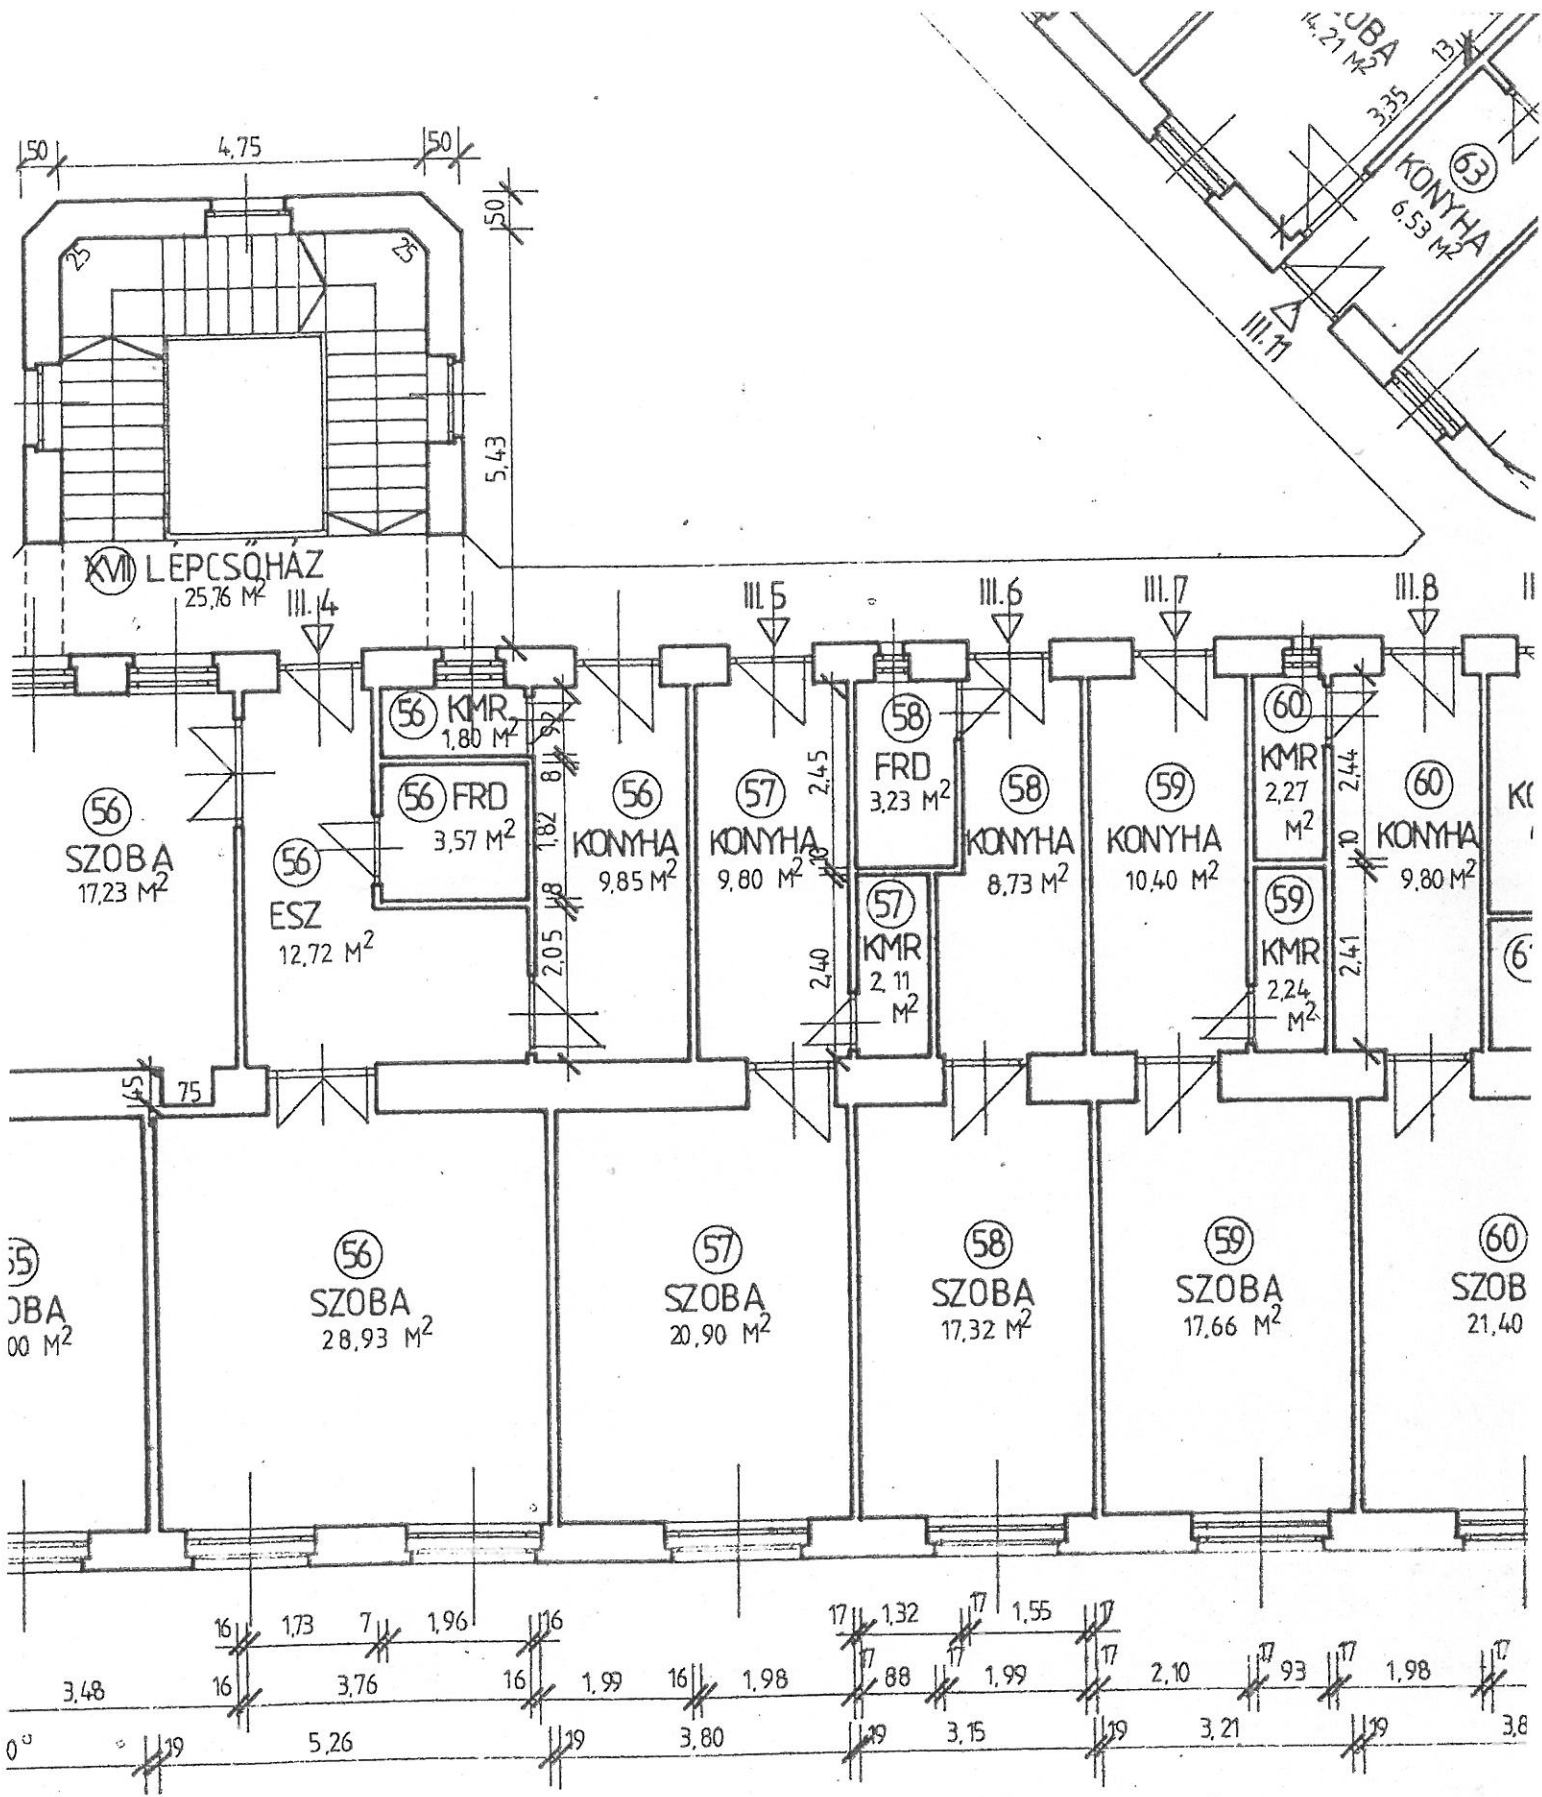 50
4,75
50
50
25
25
5,43
XVII LÉPCSŐHÁZ
25,76 M²
14,21 M²
13
3,35
63
KONYHA
6,53 M²
III.11
III.4
III.5
III.6
III.7
III.8
56 KMR
1,80 M²
92
8
56 FRD
3,57 M²
1,82
8
56
SZOBA
17,23 M²
56
ESZ
12,72 M²
2,05
56
KONYHA
9,85 M²
57
KONYHA
9,80 M²
2,45
10
2,40
58
FRD
3,23 M²
57
KMR
2,11
M²
58
KONYHA
8,73 M²
59
KONYHA
10,40 M²
60
KMR
2,27
M²
59
KMR
2,24
M²
2,44
10
2,41
60
KONYHA
9,80 M²
45
75
56
SZOBA
28,93 M²
57
SZOBA
20,90 M²
58
SZOBA
17,32 M²
59
SZOBA
17,66 M²
60
SZOB
21,40
16 1,73 7 1,96 16
17 1,32 17 1,55 17
3,48 16 3,76 16 1,99 16 1,98 17 88 17 1,99 17 2,10 17 93 17 1,98 17
19 5,26 19 3,80 19 3,15 19 3,21 19 3,8